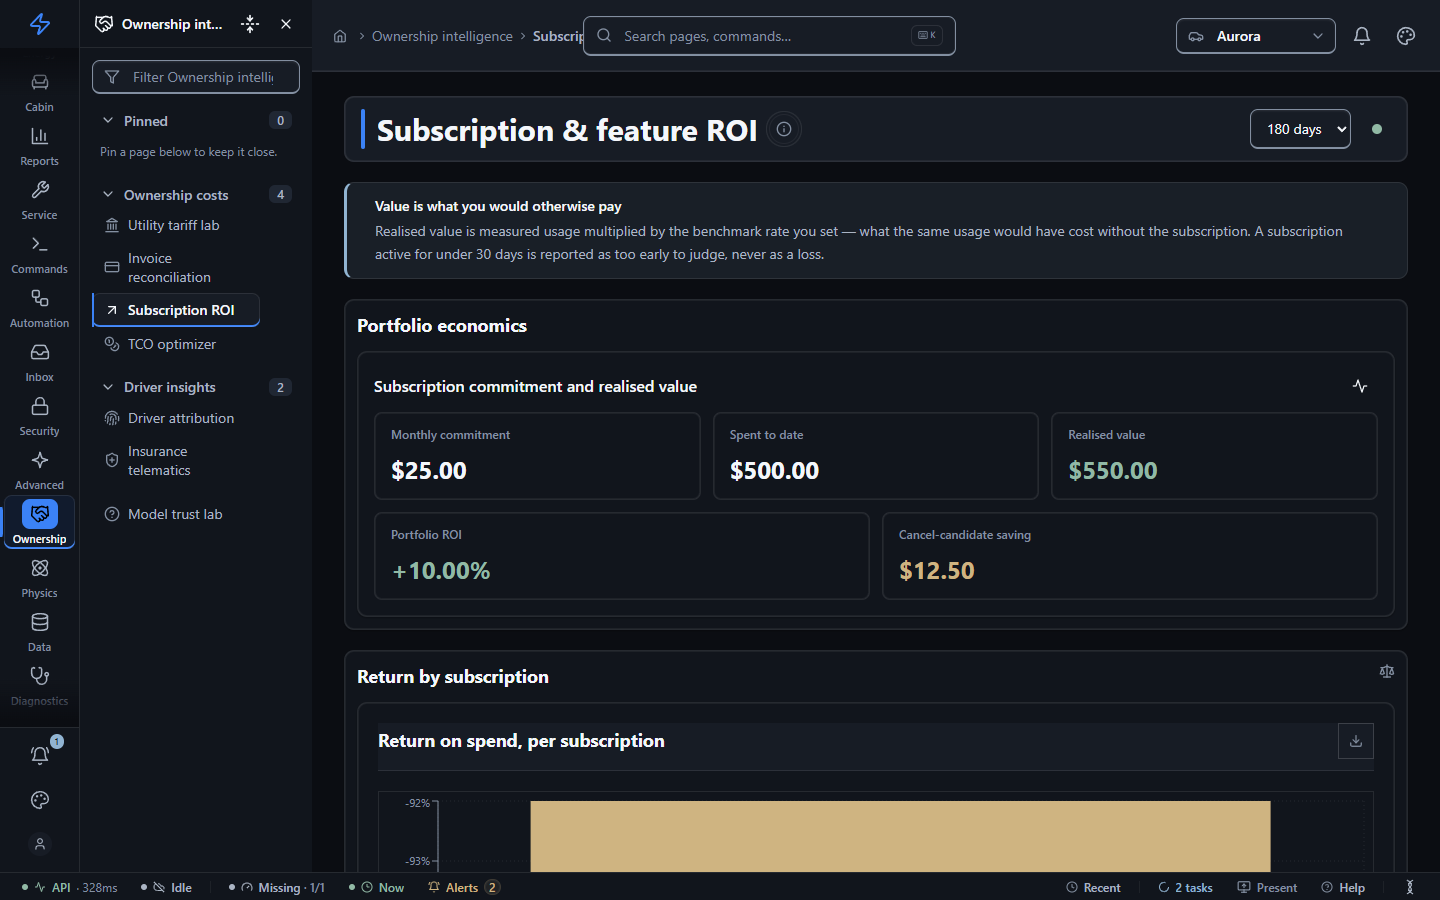 Ownership int...
Ownership intelligence
Subscrip
Search pages, commands...
K
Aurora
Filter Ownership intelli
Cabin
Reports
Service
Commands
Automation
Inbox
Security
Advanced
Ownership
Physics
Data
Diagnostics
1
Pinned
0
Pin a page below to keep it close.
Ownership costs
4
Utility tariff lab
Invoice
reconciliation
Subscription ROI
TCO optimizer
Driver insights
2
Driver attribution
Insurance
telematics
Model trust lab
Subscription & feature ROI
180 days
Value is what you would otherwise pay
Realised value is measured usage multiplied by the benchmark rate you set — what the same usage would have cost without the subscription. A subscription
active for under 30 days is reported as too early to judge, never as a loss.
Portfolio economics
Subscription commitment and realised value
Monthly commitment
$25.00
Spent to date
$500.00
Realised value
$550.00
Portfolio ROI
+10.00%
Cancel-candidate saving
$12.50
Return by subscription
Return on spend, per subscription
-92%
-93%
API · 328ms
Idle
Missing · 1/1
Now
Alerts 2
Recent
2 tasks
Present
Help